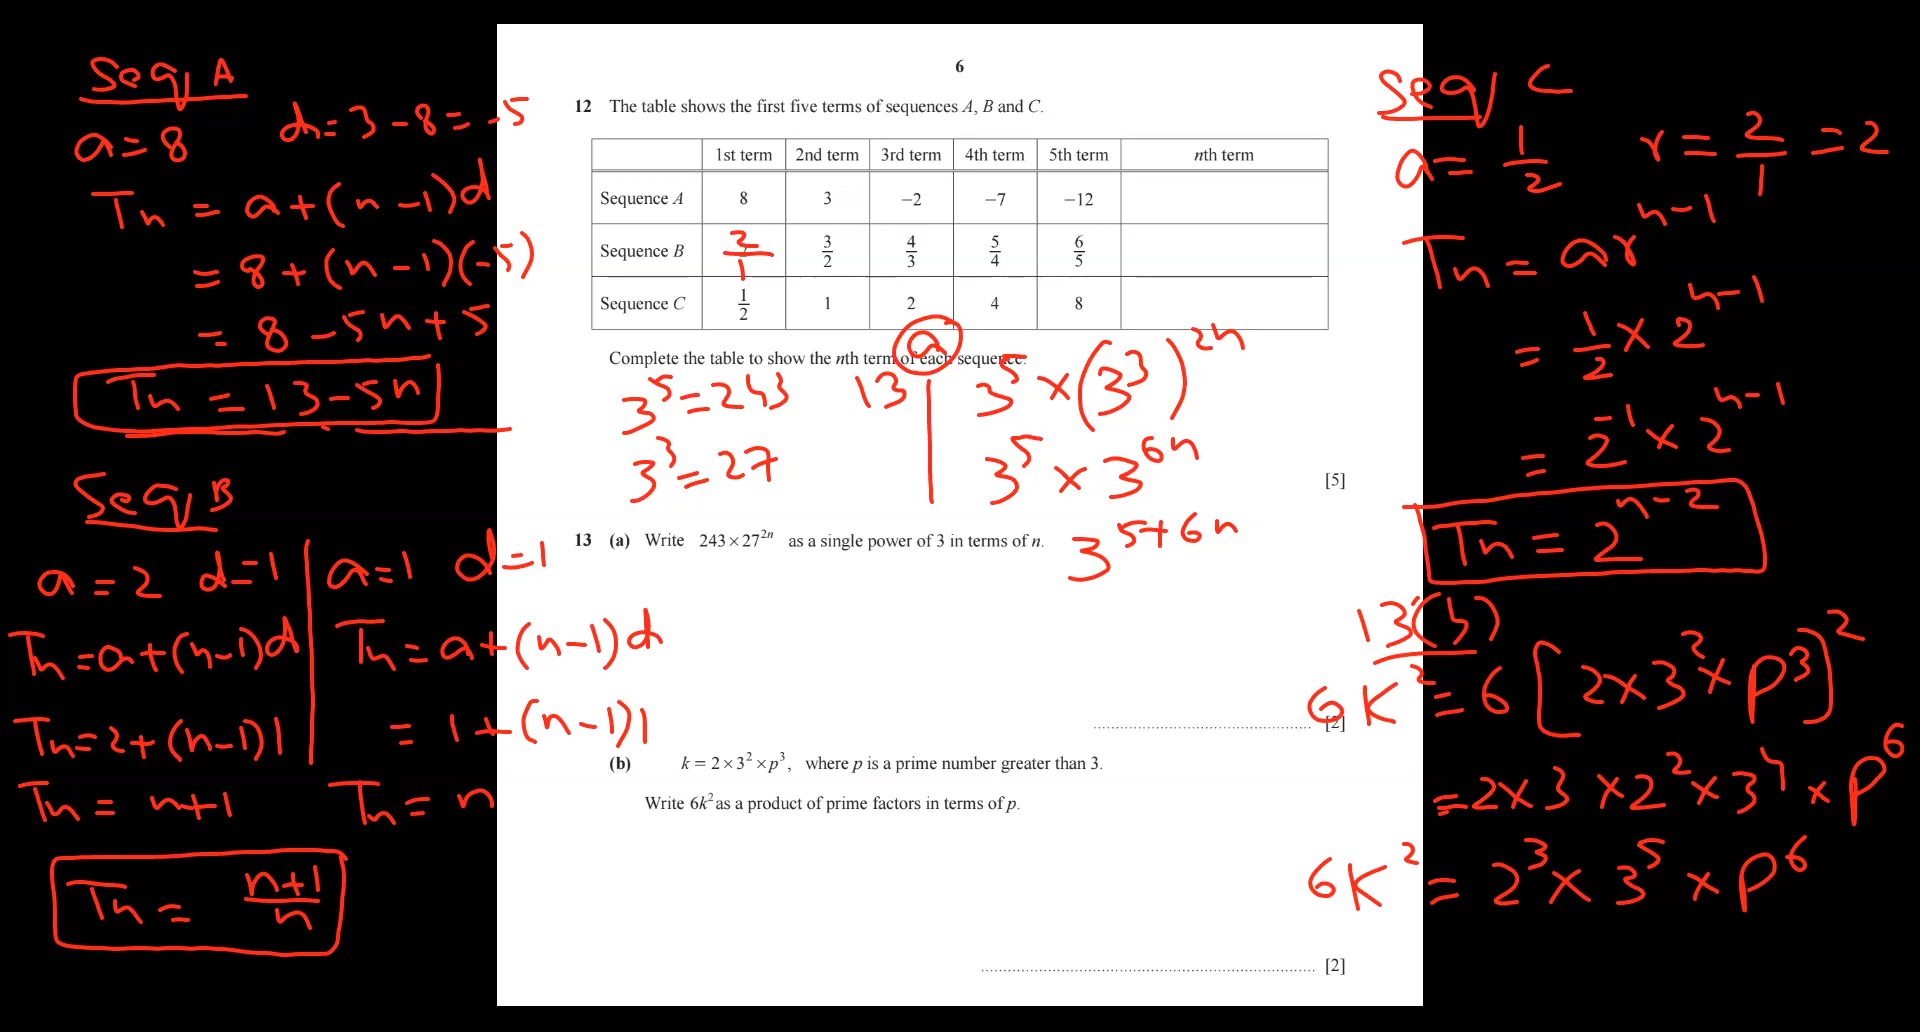 Seq A
a = 8 d = 3 - 8 = -5
Tn = a + (n - 1)d
= 8 + (n - 1)(-5)
= 8 - 5n + 5
Tn = 13 - 5n
Seq B
a = 2 d = 1
Tn = a + (n - 1)d
Tn = 2 + (n - 1)1
Tn = n + 1
a = 1 d = 1
Tn = a + (n - 1)d
= 1 + (n - 1)1
Tn = n
Tn = n+1/n
6
12 The table shows the first five terms of sequences A, B and C.
1st term 2nd term 3rd term 4th term 5th term nth term
Sequence A 8 3 −2 −7 −12
Sequence B 2/1 3/2 4/3 5/4 6/5
Sequence C 1/2 1 2 4 8
Complete the table to show the nth term of each sequence.
[5]
13 a
3⁵ = 243
3³ = 27
3⁵ × (3³)²ⁿ
3⁵ × 3⁶ⁿ
3⁵⁺⁶ⁿ
13 (a) Write 243 × 27²ⁿ as a single power of 3 in terms of n.
[2]
(b) k = 2 × 3² × p³, where p is a prime number greater than 3.
Write 6k² as a product of prime factors in terms of p.
[2]
Seq C
a = 1/2 r = 2/1 = 2
Tn = arⁿ⁻¹
= 1/2 × 2ⁿ⁻¹
= 2⁻¹ × 2ⁿ⁻¹
Tn = 2ⁿ⁻²
13(b)
6K² = 6[2 × 3² × P³]²
= 2 × 3 × 2² × 3⁴ × P⁶
6K² = 2³ × 3⁵ × P⁶